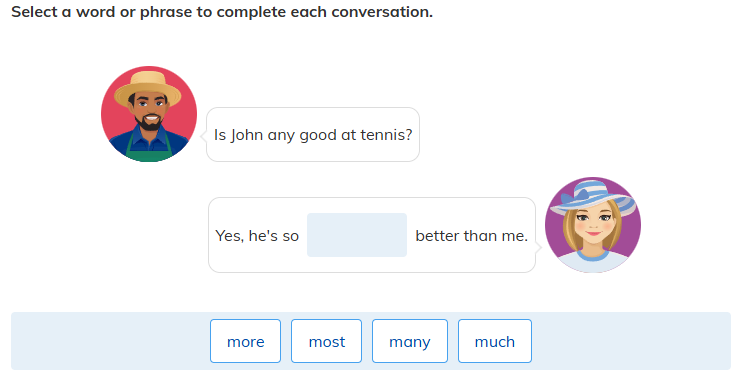 Select a word or phrase to complete each conversation.
Is John any good at tennis?
Yes, he's so better than me.
more most many much